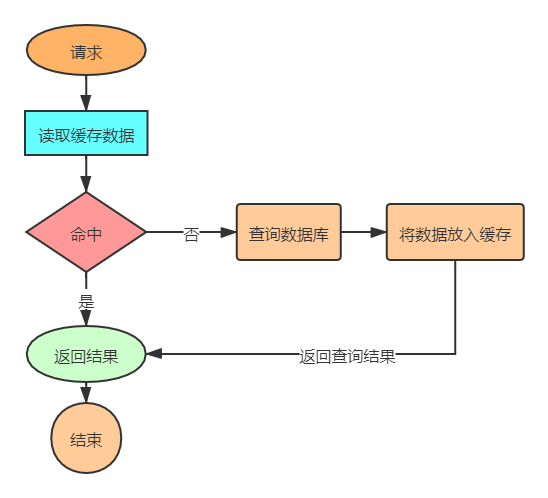 请求
读取缓存数据
命中
否
查询数据库
将数据放入缓存
是
返回结果
返回查询结果
结束